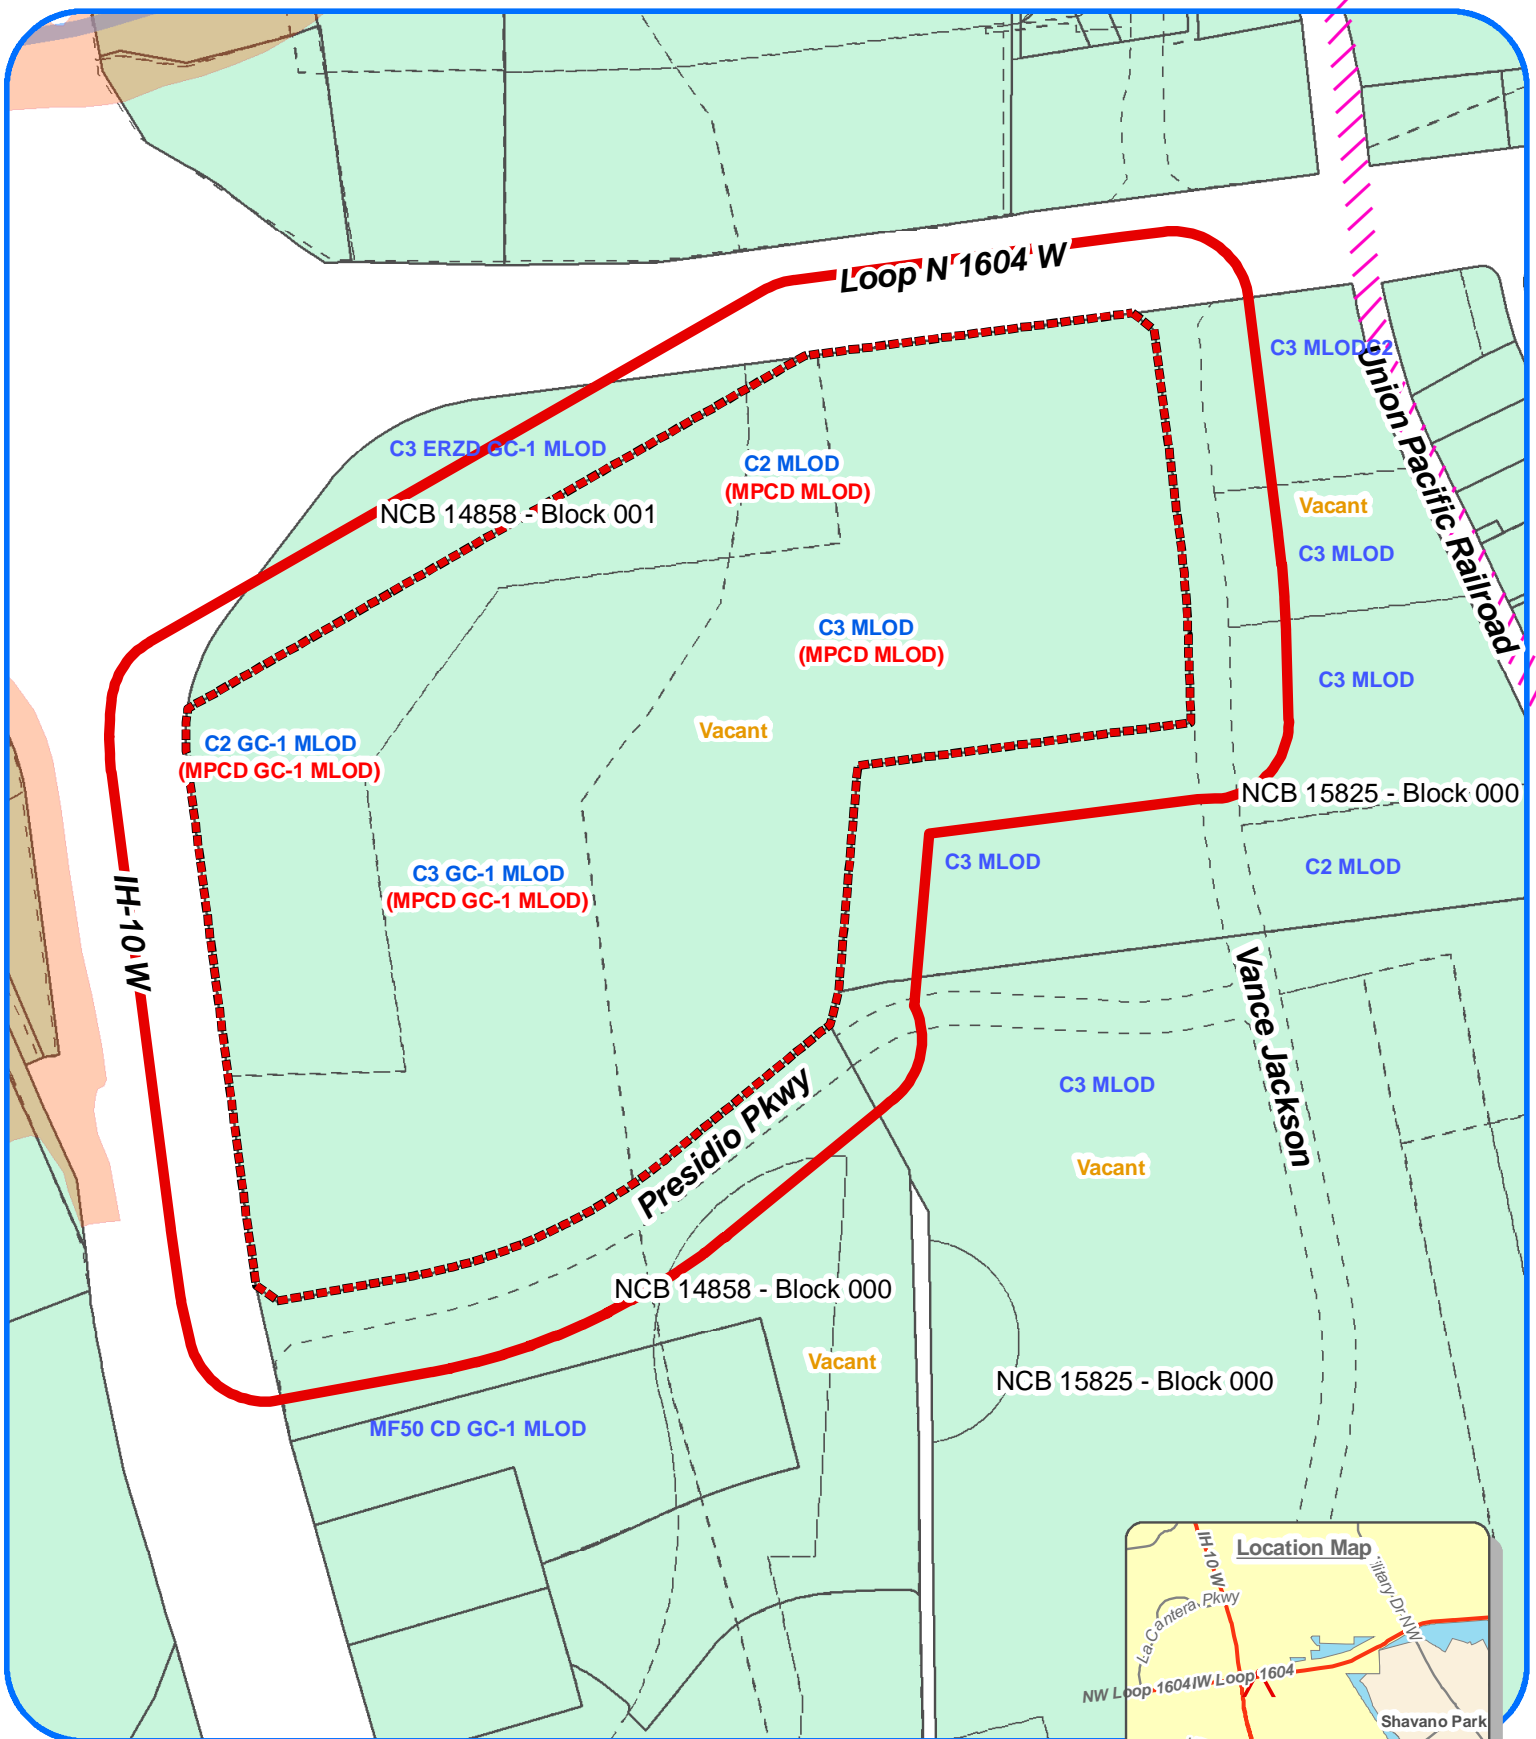 Loop N 1604 W
C3 MLOD
C2
Union Pacific Railroad
C3 ERZD GC-1 MLOD
C2 MLOD
(MPCD MLOD)
NCB 14858 - Block 001
Vacant
C3 MLOD
C3 MLOD
(MPCD MLOD)
C3 MLOD
Vacant
C2 GC-1 MLOD
(MPCD GC-1 MLOD)
NCB 15825 - Block 000
C3 MLOD
C2 MLOD
C3 GC-1 MLOD
(MPCD GC-1 MLOD)
IH-10 W
Vance Jackson
C3 MLOD
Presidio Pkwy
Vacant
NCB 14858 - Block 000
Vacant
NCB 15825 - Block 000
MF50 CD GC-1 MLOD
Location Map
IH-10 W
La Cantera Pkwy
Dr NW
NW Loop 1604
W Loop 1604
Shavano Park